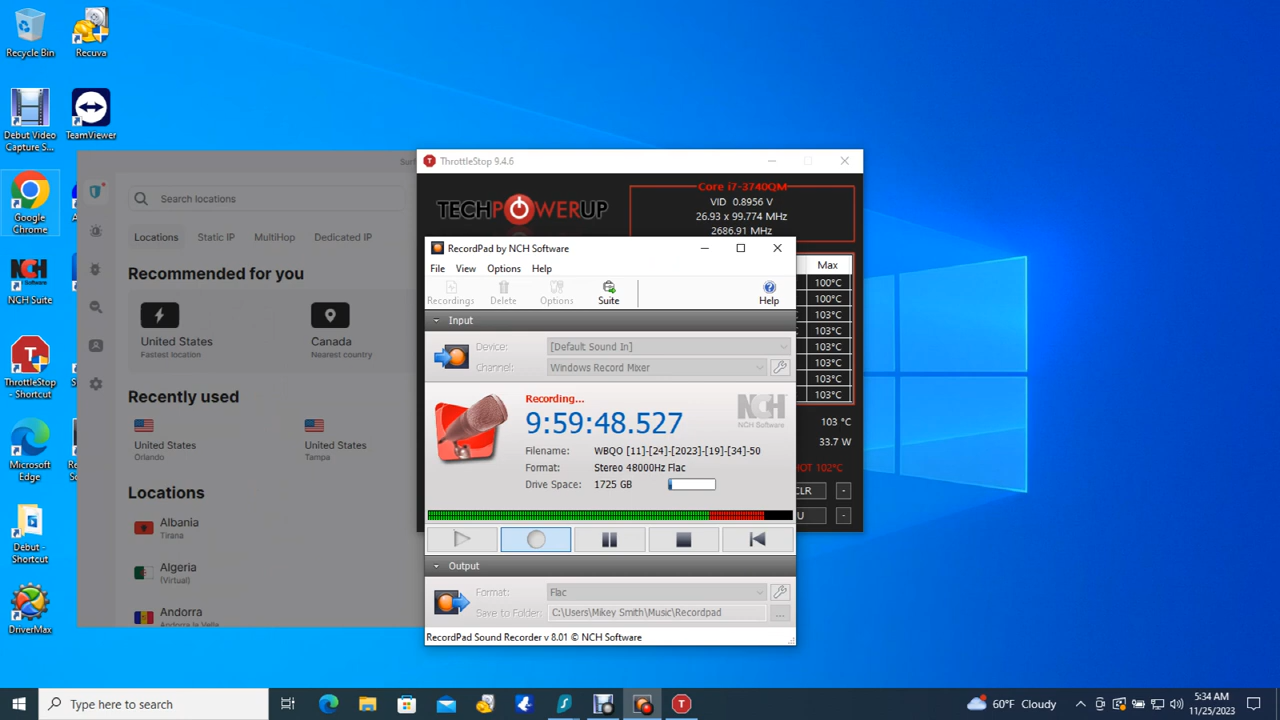 Recycle Bin
Recuva
Debut Video
Capture S...
TeamViewer
Google
Chrome
NCH
NCH Suite
ThrottleStop
- Shortcut
Microsoft
Edge
Debut -
Shortcut
DriverMax
Search locations
Locations
Static IP
MultiHop
Dedicated IP
Recommended for you
United States
Fastest location
Canada
Nearest country
Recently used
United States
Orlando
United States
Tampa
Locations
Albania
Tirana
Algeria
(Virtual)
Andorra
Andorra la Vella
ThrottleStop 9.4.6
TECHPOWERUP
Core i7-3740QM
VID 0.8956 V
26.93 x 99.774 MHz
2686.91 MHz
Max
100°C
100°C
103°C
103°C
103°C
103°C
103°C
103°C
103 °C
33.7 W
102°C
CLR
-
U
-
RecordPad by NCH Software
File View Options Help
Recordings
Delete
Options
Suite
Help
Input
Device: [Default Sound In]
Channel: Windows Record Mixer
Recording...
9:59:48.527
NCH
NCH Software
Filename: WBQO [11]-[24]-[2023]-[19]-[34]-50
Format: Stereo 48000Hz Flac
Drive Space: 1725 GB
Output
Format: Flac
Save to Folder: C:\Users\Mikey Smith\Music\Recordpad
...
RecordPad Sound Recorder v 8.01 © NCH Software
Type here to search
60°F Cloudy
5:34 AM
11/25/2023